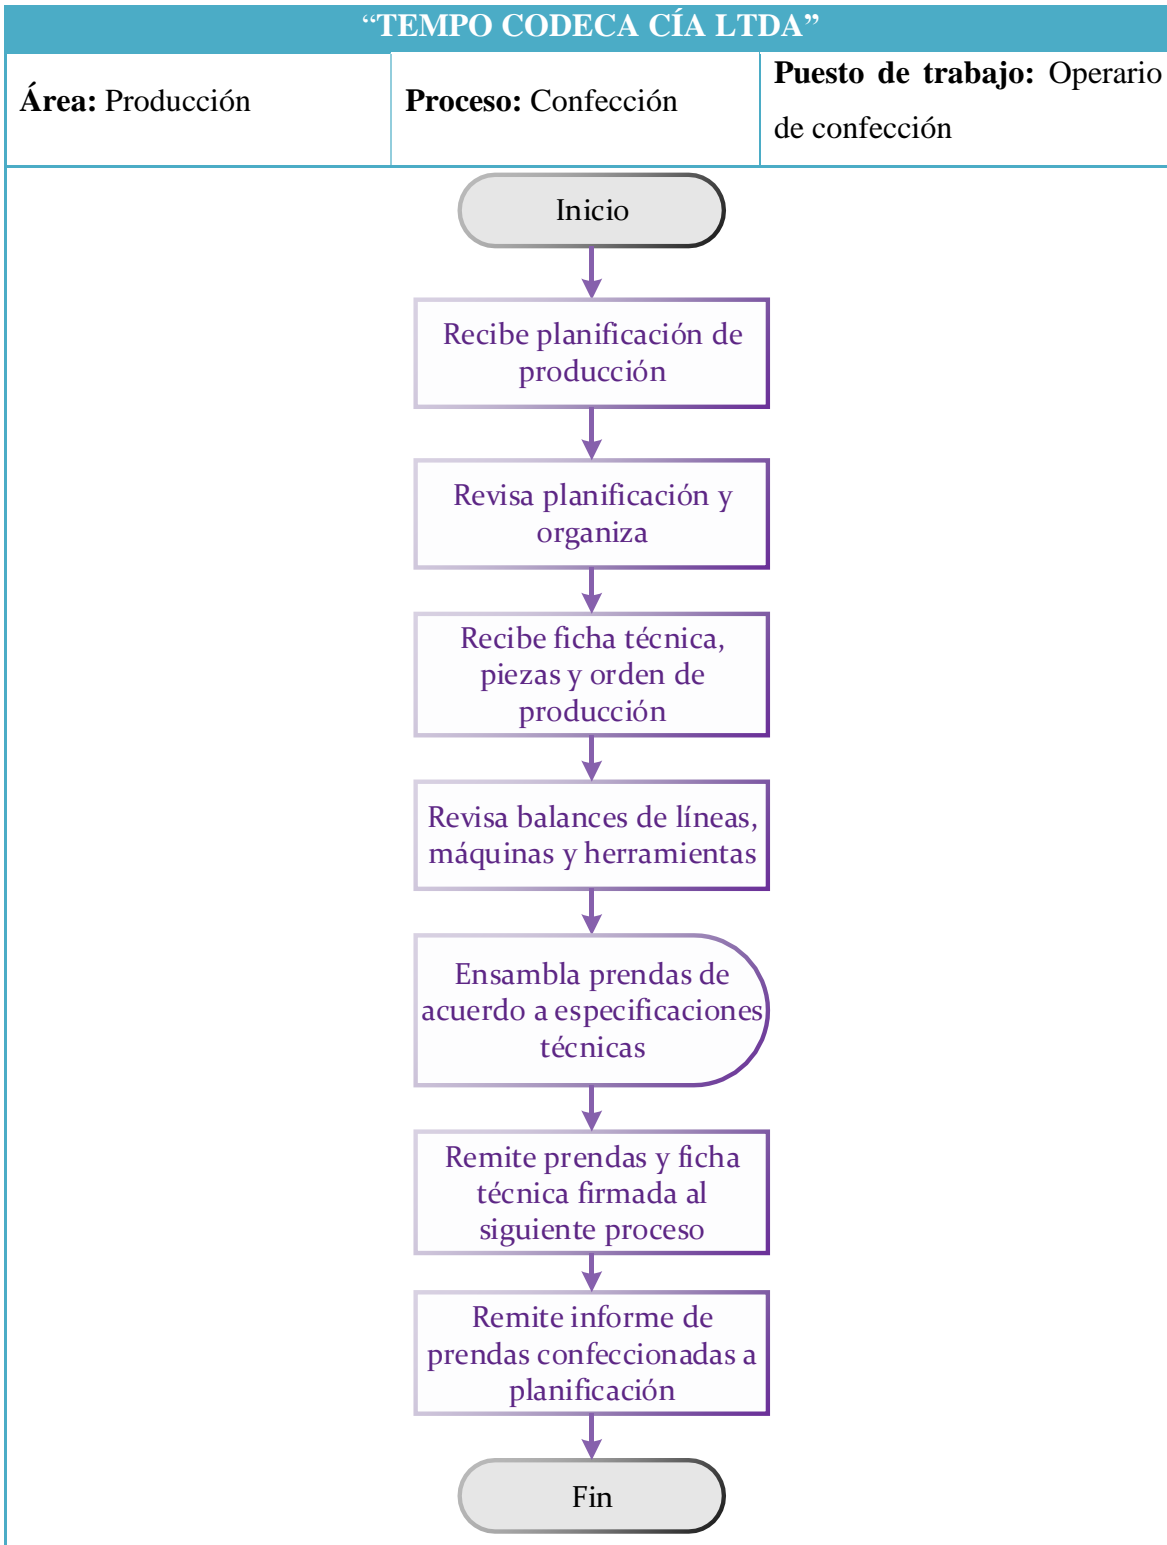 “TEMPO CODECA CÍA LTDA”
Área: Producción
Proceso: Confección
Puesto de trabajo: Operario
de confección
Inicio
Recibe planificación de
producción
Revisa planificación y
organiza
Recibe ficha técnica,
piezas y orden de
producción
Revisa balances de líneas,
máquinas y herramientas
Ensambla prendas de
acuerdo a especificaciones
técnicas
Remite prendas y ficha
técnica firmada al
siguiente proceso
Remite informe de
prendas confeccionadas a
planificación
Fin